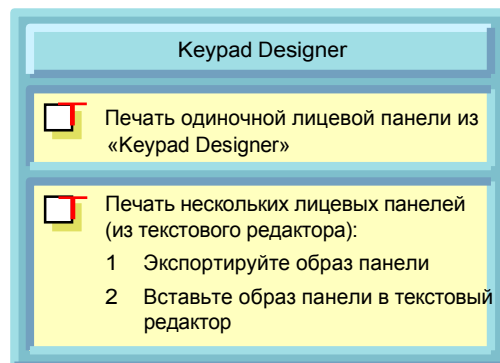 Keypad Designer
Печать одиночной лицевой панели из
«Keypad Designer»
Печать нескольких лицевых панелей
(из текстового редактора):
1 Экспортируйте образ панели
2 Вставьте образ панели в текстовый
редактор